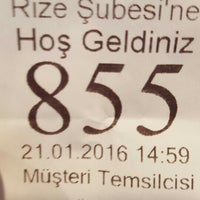 Rize Şubesi'ne
Hoş Geldiniz
855
21.01.2016 14:59
Müşteri Temsilcisi